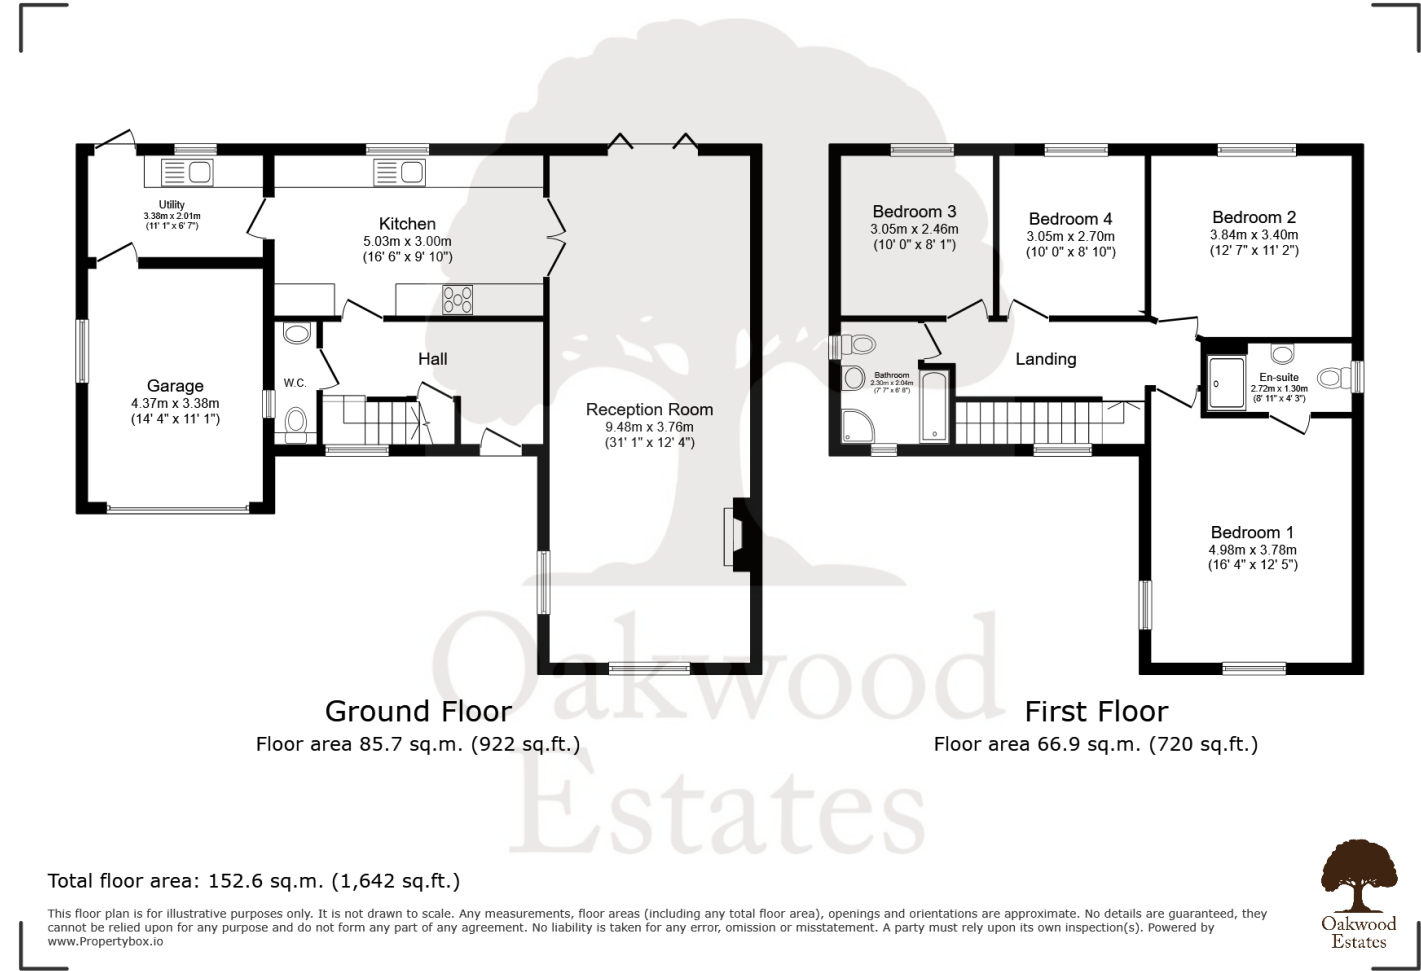 Utility
3.38m x 2.01m
(11' 1" x 6' 7")
Kitchen
5.03m x 3.00m
(16' 6" x 9' 10")
Garage
4.37m x 3.38m
(14' 4" x 11' 1")
W.C.
Hall
Reception Room
9.48m x 3.76m
(31' 1" x 12' 4")
Bedroom 3
3.05m x 2.46m
(10' 0" x 8' 1")
Bedroom 4
3.05m x 2.70m
(10' 0" x 8' 10")
Bedroom 2
3.84m x 3.40m
(12' 7" x 11' 2")
Bathroom
2.30m x 2.04m
(7' 7" x 6' 8")
Landing
En-suite
2.72m x 1.30m
(8' 11" x 4' 3")
Bedroom 1
4.98m x 3.78m
(16' 4" x 12' 5")
Oakwood
Estates
Ground Floor
Floor area 85.7 sq.m. (922 sq.ft.)
First Floor
Floor area 66.9 sq.m. (720 sq.ft.)
Total floor area: 152.6 sq.m. (1,642 sq.ft.)
This floor plan is for illustrative purposes only. It is not drawn to scale. Any measurements, floor areas (including any total floor area), openings and orientations are approximate. No details are guaranteed, they
cannot be relied upon for any purpose and do not form any part of any agreement. No liability is taken for any error, omission or misstatement. A party must rely upon its own inspection(s). Powered by
www.Propertybox.io
Oakwood
Estates